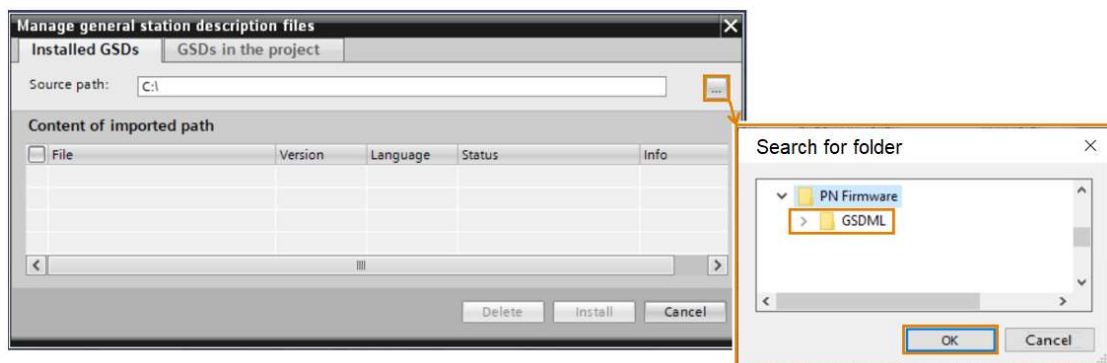 Manage general station description files
Installed GSDs GSDs in the project
Source path: C:\ ...
Content of imported path
File Version Language Status Info
Delete Install Cancel
Search for folder
PN Firmware
GSDML
OK Cancel